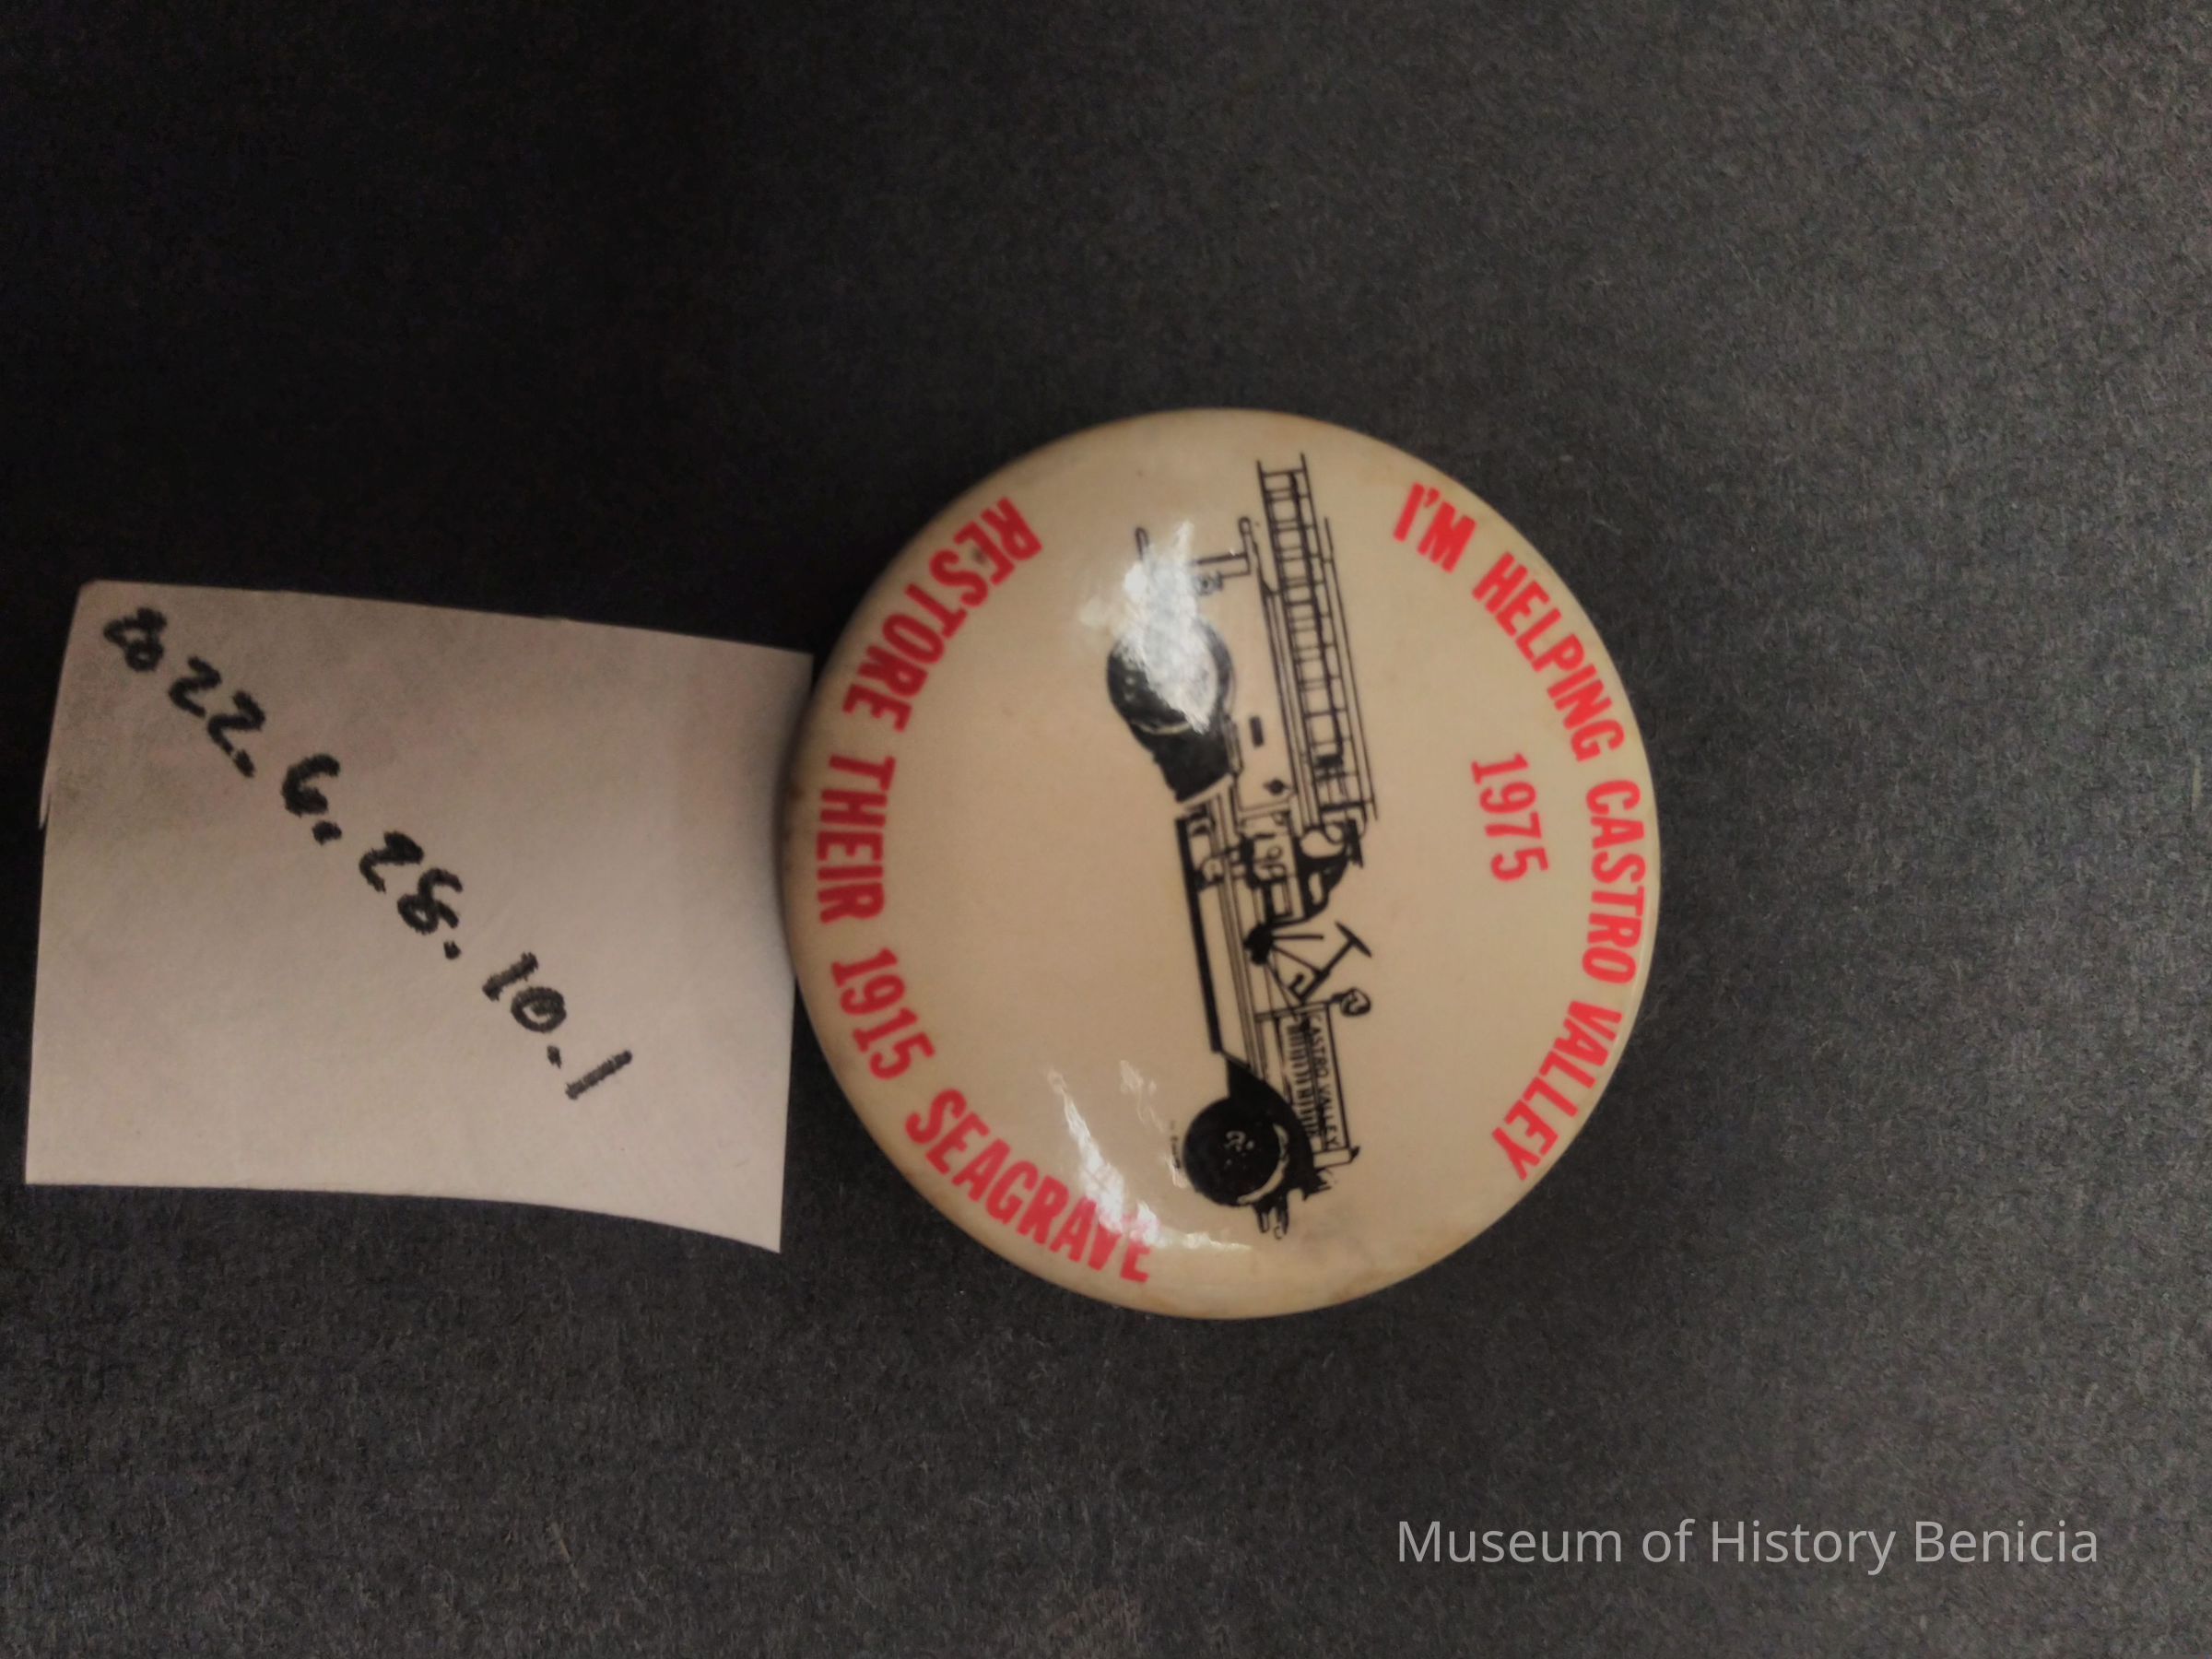 I'M HELPING CASTRO VALLEY
1975
CASTRO VALLEY
RESTORE THEIR 1915 SEAGRAVE
2022.6.28.10.1
Museum of History Benicia